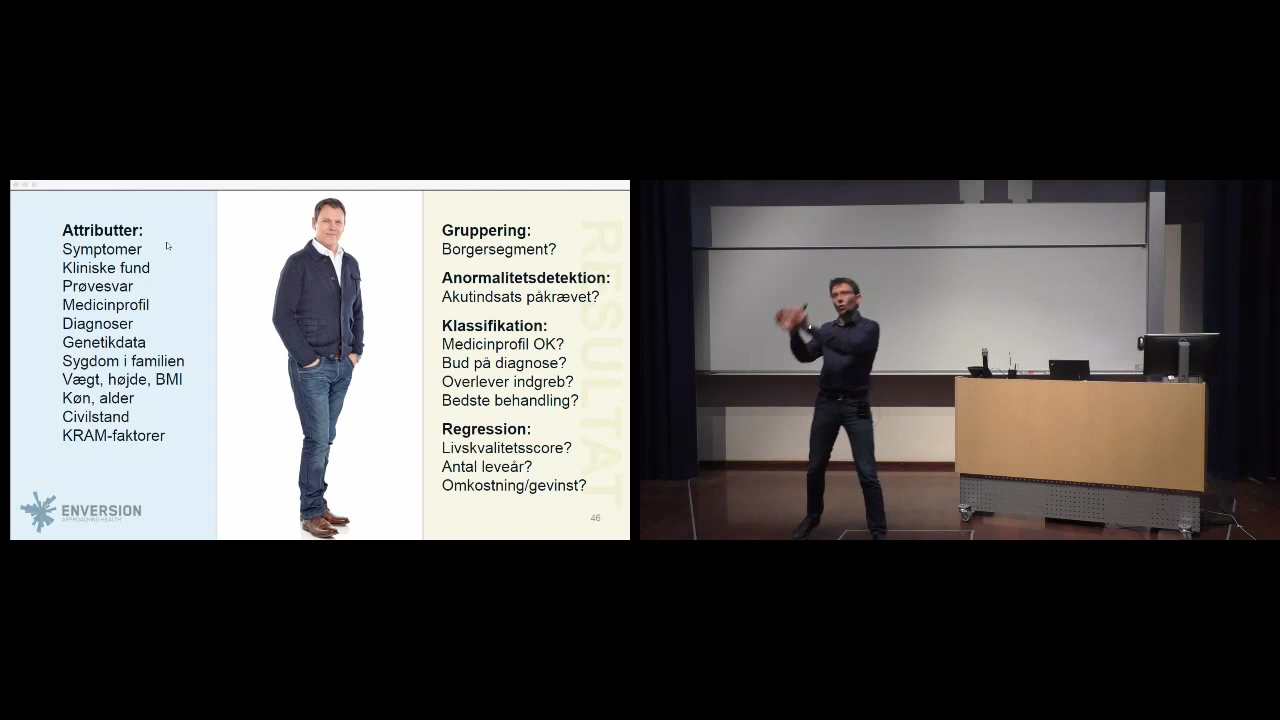 Attributter:
Symptomer
Kliniske fund
Prøvesvar
Medicinprofil
Diagnoser
Genetikdata
Sygdom i familien
Vægt, højde, BMI
Køn, alder
Civilstand
KRAM-faktorer
ENVERSION
APPROACHING HEALTH
Gruppering:
Borgersegment?
Anormalitetsdetektion:
Akutindsats påkrævet?
Klassifikation:
Medicinprofil OK?
Bud på diagnose?
Overlever indgreb?
Bedste behandling?
Regression:
Livskvalitetsscore?
Antal leveår?
Omkostning/gevinst?
RESULTAT
46